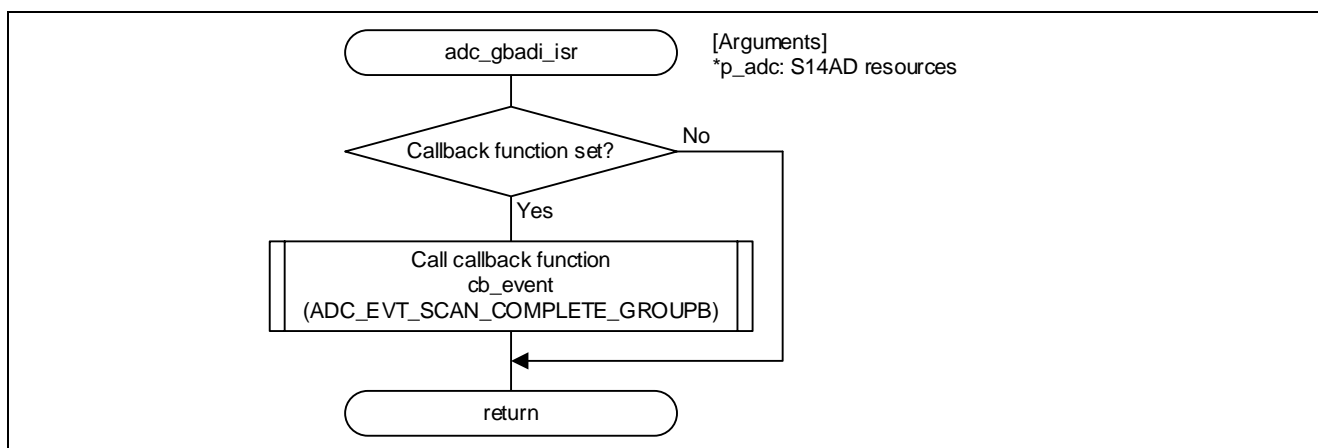 adc_gbadi_isr
[Arguments]
*p_adc: S14AD resources
Callback function set?
No
Yes
Call callback function
cb_event
(ADC_EVT_SCAN_COMPLETE_GROUPB)
return